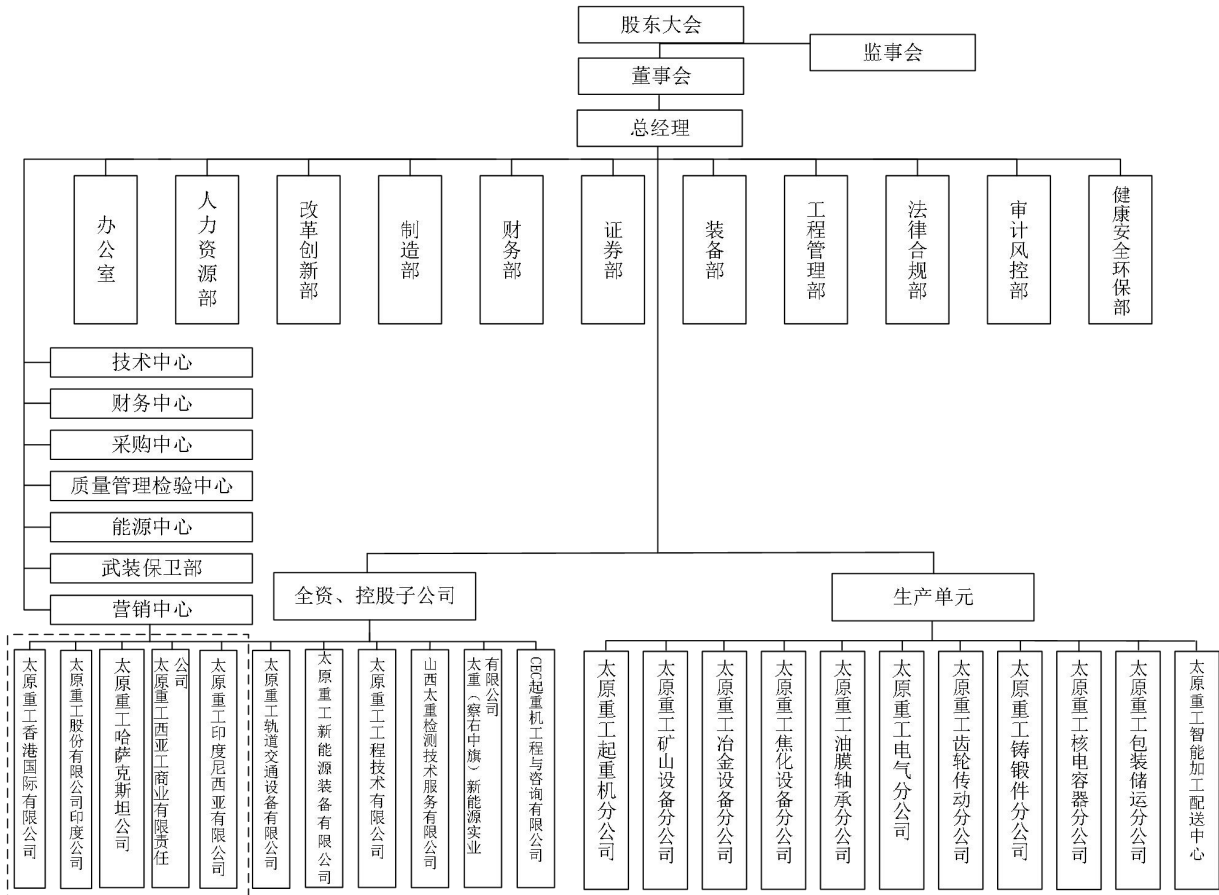 股东大会
监事会
董事会
总经理
办公室
人力资源部
改革创新部
制造部
财务部
证券部
装备部
工程管理部
法律合规部
审计风控部
健康安全环保部
技术中心
财务中心
采购中心
质量管理检验中心
能源中心
武装保卫部
营销中心
全资、控股子公司
生产单元
太原重工香港国际有限公司
太原重工股份有限公司印度公司
太原重工哈萨克斯坦公司
太原重工西亚工商业有限责任
公司
太原重工印度尼西亚有限公司
太原重工轨道交通设备有限公司
太原重工新能源装备有限公司
太原重工工程技术有限公司
山西太重检测技术服务有限公司
太重（察右中旗）新能源实业
有限公司
CEC起重机工程与咨询有限公司
太原重工起重机分公司
太原重工矿山设备分公司
太原重工冶金设备分公司
太原重工焦化设备分公司
太原重工油膜轴承分公司
太原重工电气分公司
太原重工齿轮传动分公司
太原重工铸锻件分公司
太原重工核电容器分公司
太原重工包装储运分公司
太原重工智能加工配送中心